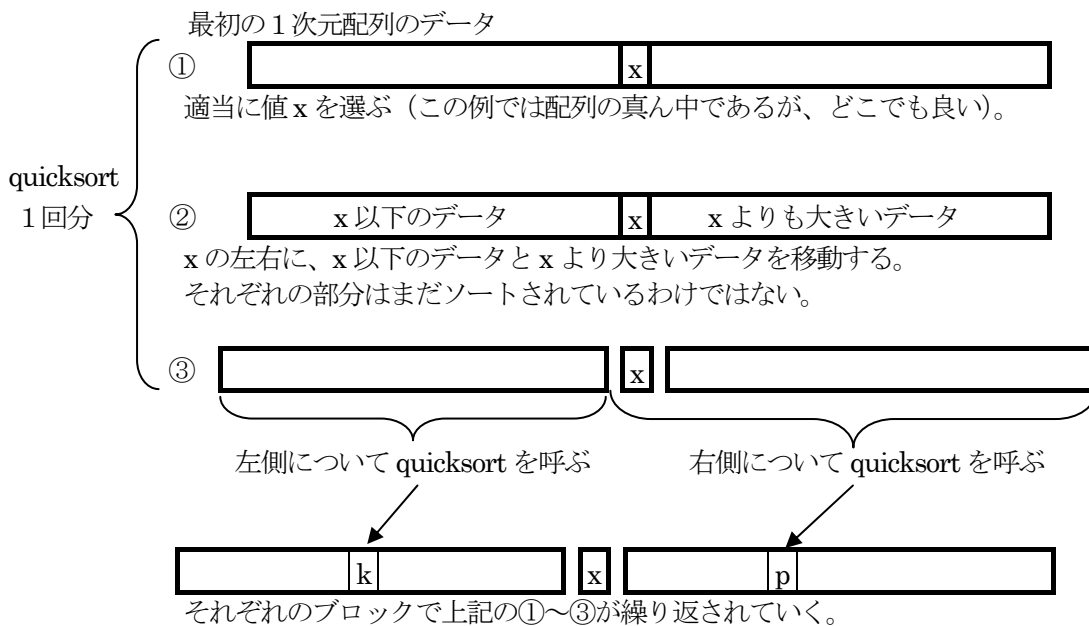 最初の１次元配列のデータ
①
x
適当に値 x を選ぶ（この例では配列の真ん中であるが、どこでも良い）。
quicksort
１回分
②
x 以下のデータ
x
x よりも大きいデータ
x の左右に、x 以下のデータと x より大きいデータを移動する。
それぞれの部分はまだソートされているわけではない。
③
x
左側について quicksort を呼ぶ
右側について quicksort を呼ぶ
k
x
p
それぞれのブロックで上記の①～③が繰り返されていく。